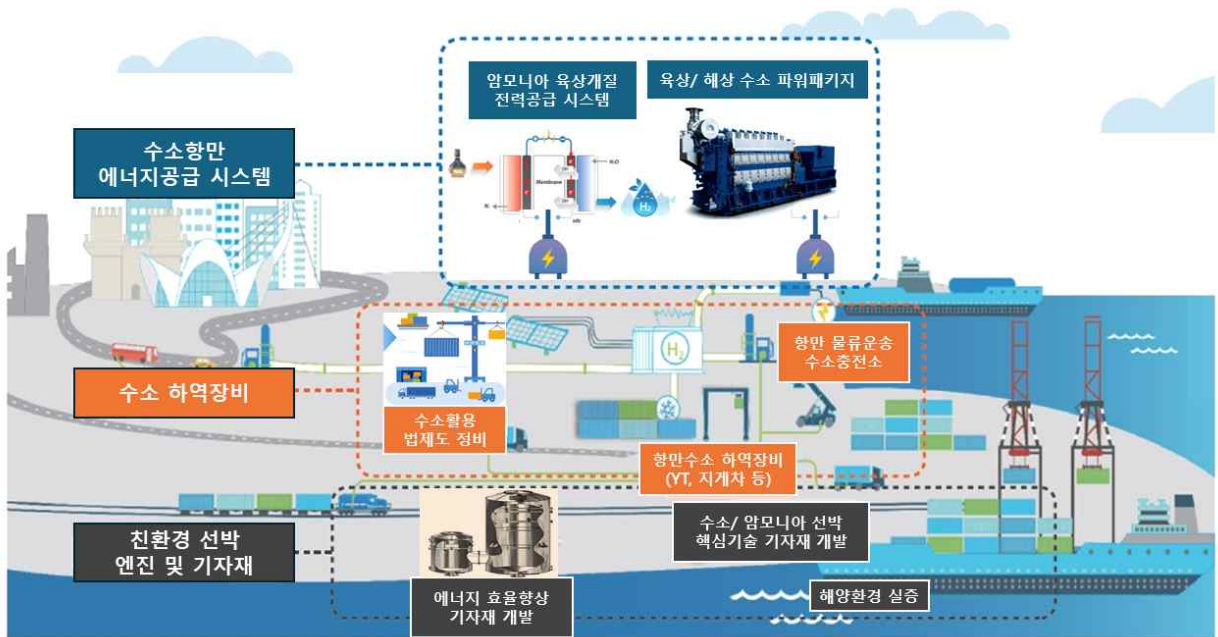 암모니아 육상개질
전력공급 시스템
육상/ 해상 수소 파워패키지
수소항만
에너지공급 시스템
Membrane
H₂O
H₂
N₂
H₂
항만 물류운송
수소충전소
수소 하역장비
수소활용
법제도 정비
항만수소 하역장비
(YT, 지게차 등)
친환경 선박
엔진 및 기자재
수소/ 암모니아 선박
핵심기술 기자재 개발
에너지 효율향상
기자재 개발
해양환경 실증